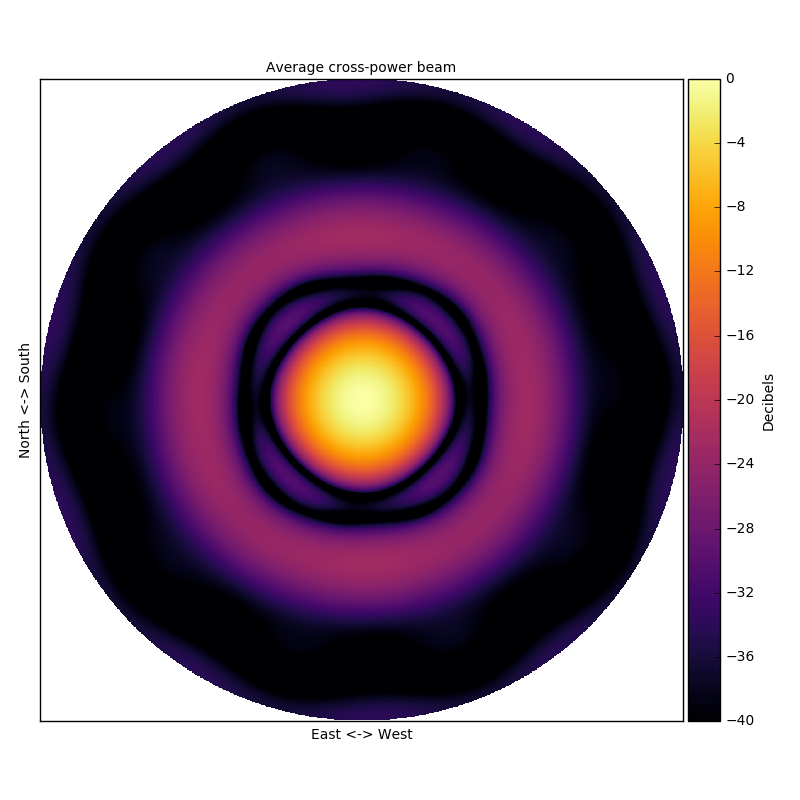 Average cross-power beam
0
−4
−8
−12
−16
−20
−24
−28
−32
−36
−40
Decibels
North <-> South
East <-> West